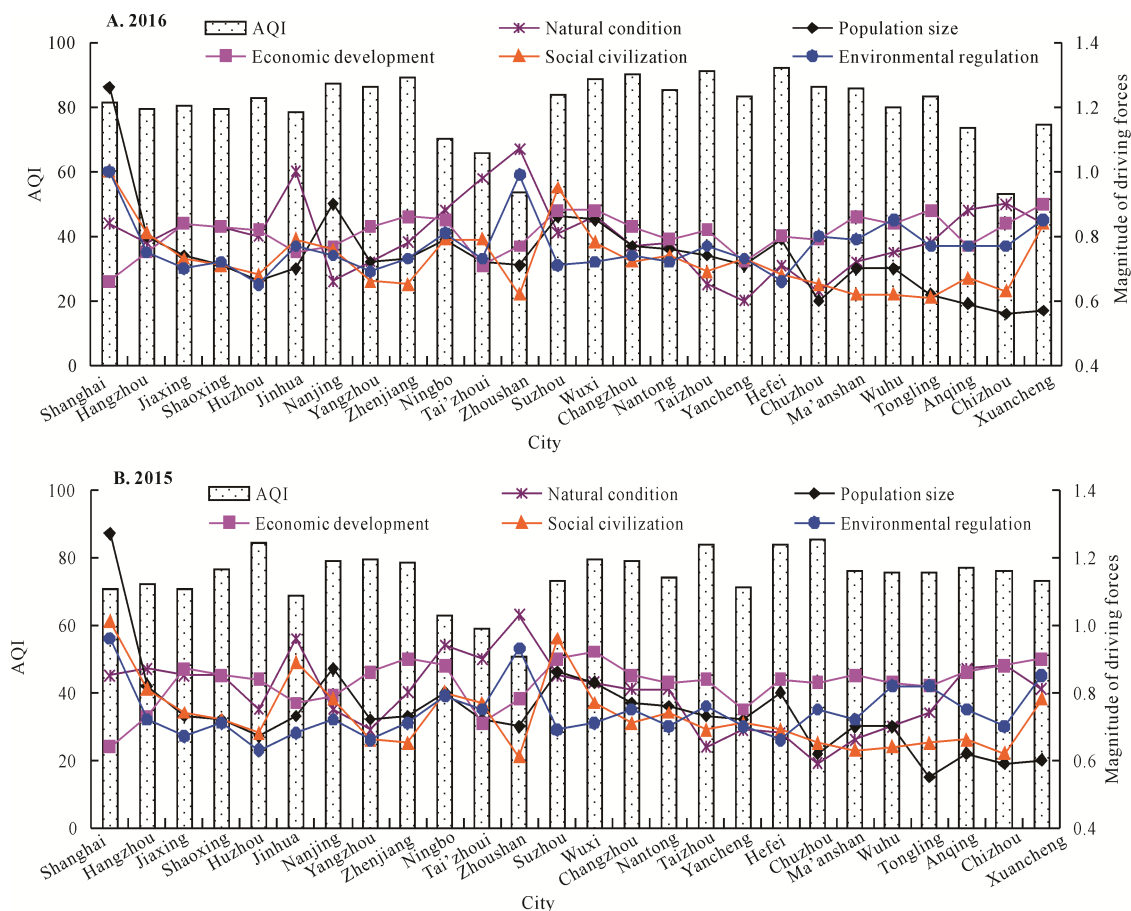 A. 2016
AQI
Natural condition
Population size
Economic development
Social civilization
Environmental regulation
100
80
60
40
20
0
AQI
1.4
1.2
1.0
0.8
0.6
0.4
Magnitude of driving forces
Shanghai
Hangzhou
Jiaxing
Shaoxing
Huzhou
Jinhua
Nanjing
Yangzhou
Zhenjiang
Ningbo
Tai’zhoui
Zhoushan
Suzhou
Wuxi
Changzhou
Nantong
Taizhou
Yancheng
Hefei
Chuzhou
Ma’anshan
Wuhu
Tongling
Anqing
Chizhou
Xuancheng
City
B. 2015
AQI
Natural condition
Population size
Economic development
Social civilization
Environmental regulation
100
80
60
40
20
0
AQI
1.4
1.2
1.0
0.8
0.6
0.4
Magnitude of driving forces
Shanghai
Hangzhou
Jiaxing
Shaoxing
Huzhou
Jinhua
Nanjing
Yangzhou
Zhenjiang
Ningbo
Tai’zhoui
Zhoushan
Suzhou
Wuxi
Changzhou
Nantong
Taizhou
Yancheng
Hefei
Chuzhou
Ma’anshan
Wuhu
Tongling
Anqing
Chizhou
Xuancheng
City